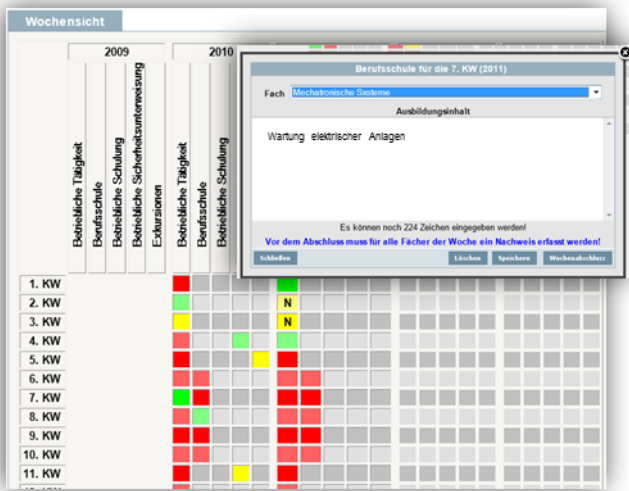 Wochensicht
2009
2010
Betriebliche Tätigkeit
Berufsschule
Betriebliche Schulung
Betriebliche Sicherheitsunterweisung
Exkursionen
Betriebliche Tätigkeit
Berufsschule
Betriebliche Schulung
Berufsschule für die 7. KW (2011)
Fach
Mechatronische Sxsteme
Ausbildungsinhalt
Wartung elektrischer Anlagen
Es können noch 224 Zeichen eingegeben werden!
Vor dem Abschluss muss für alle Fächer der Woche ein Nachweis erfasst werden!
Schließen
Löschen
Speichern
Wochenabschluss
1. KW
2. KW
N
3. KW
N
4. KW
5. KW
6. KW
7. KW
8. KW
9. KW
10. KW
11. KW